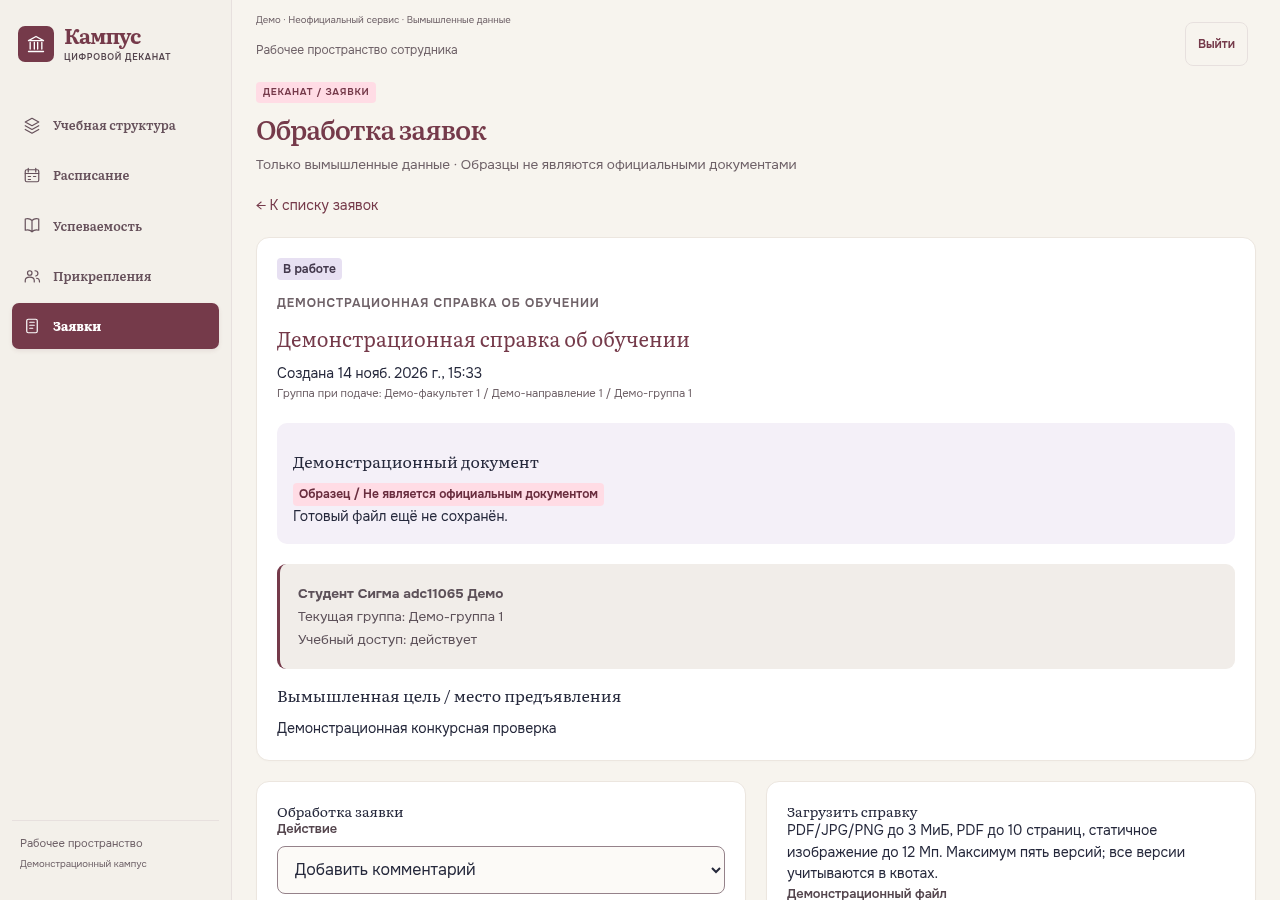 Кампус
ЦИФРОВОЙ ДЕКАНАТ
Учебная структура
Расписание
Успеваемость
Прикрепления
Заявки
Рабочее пространство
Демонстрационный кампус
Демо · Неофициальный сервис · Вымышленные данные
Рабочее пространство сотрудника
Выйти
ДЕКАНАТ / ЗАЯВКИ
Обработка заявок
Только вымышленные данные · Образцы не являются официальными документами
← К списку заявок
В работе
ДЕМОНСТРАЦИОННАЯ СПРАВКА ОБ ОБУЧЕНИИ
Демонстрационная справка об обучении
Создана 14 нояб. 2026 г., 15:33
Группа при подаче: Демо-факультет 1 / Демо-направление 1 / Демо-группа 1
Демонстрационный документ
Образец / Не является официальным документом
Готовый файл ещё не сохранён.
Студент Сигма adc11065 Демо
Текущая группа: Демо-группа 1
Учебный доступ: действует
Вымышленная цель / место предъявления
Демонстрационная конкурсная проверка
Обработка заявки
Действие
Добавить комментарий
Загрузить справку
PDF/JPG/PNG до 3 МиБ, PDF до 10 страниц, статичное
изображение до 12 Мп. Максимум пять версий; все версии
учитываются в квотах.
Демонстрационный файл